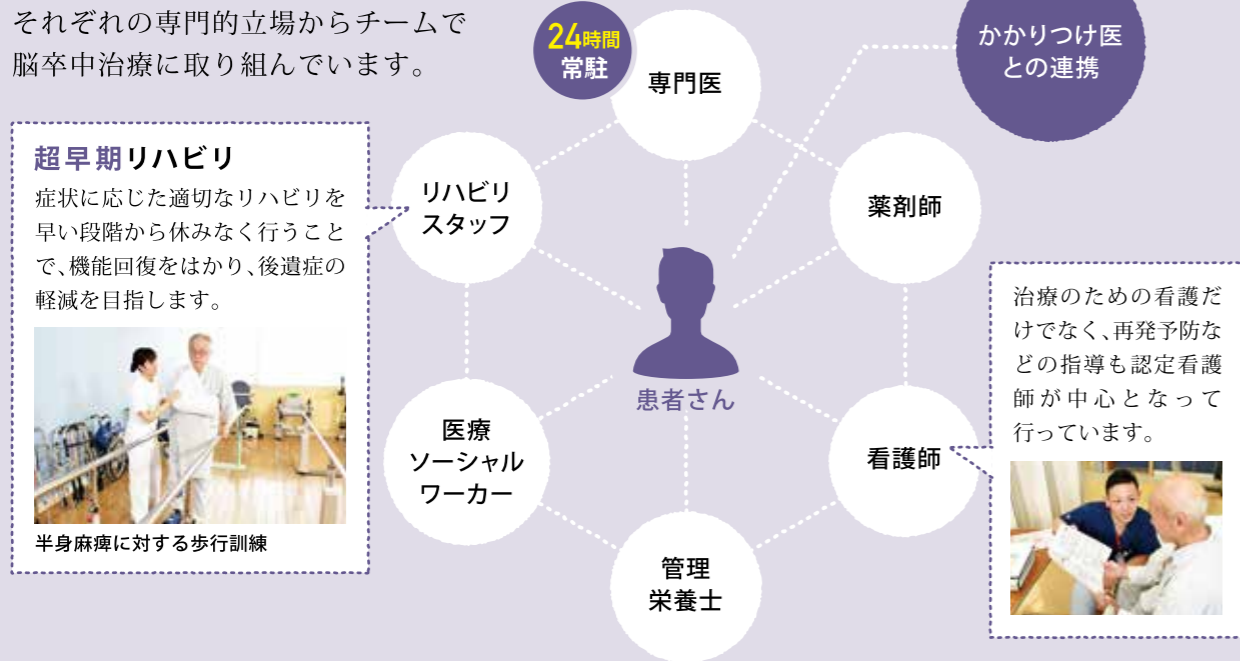 それぞれの専門的立場からチームで
脳卒中治療に取り組んでいます。
24時間
常駐
専門医
かかりつけ医
との連携
超早期リハビリ
症状に応じた適切なリハビリを
早い段階から休みなく行うこと
で、機能回復をはかり、後遺症の
軽減を目指します。
半身麻痺に対する歩行訓練
リハビリ
スタッフ
薬剤師
患者さん
医療
ソーシャル
ワーカー
看護師
管理
栄養士
治療のための看護だ
けでなく、再発予防な
どの指導も認定看護
師が中心となって
行っています。